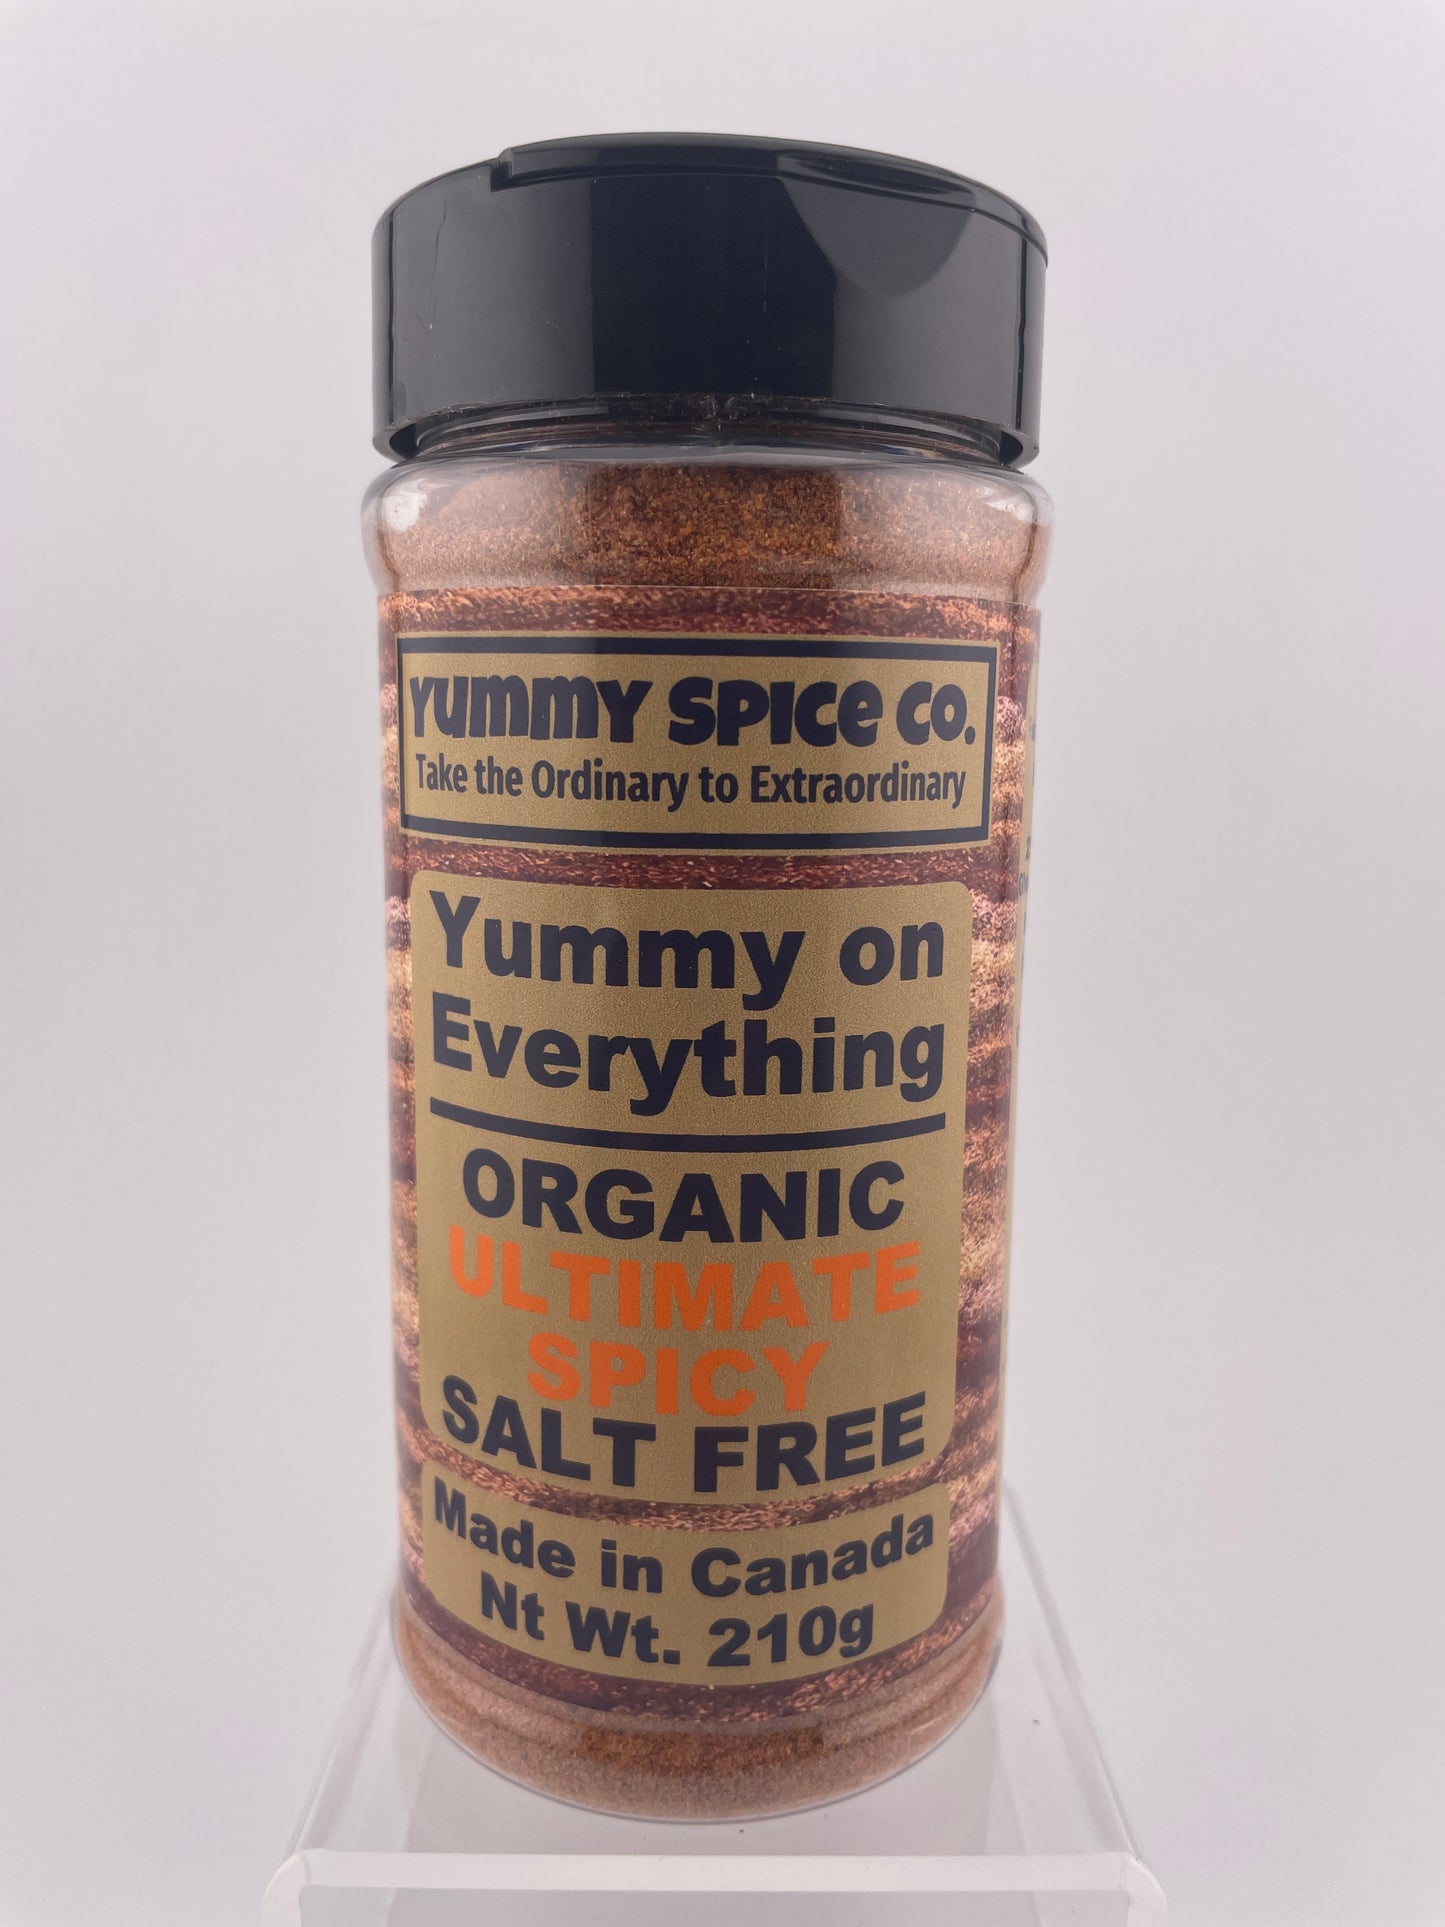 YUMMY SPICE CO.
Take the Ordinary to Extraordinary
Yummy on
Everything
ORGANIC
ULTIMATE
SPICY
SALT FREE
Made in Canada
Nt Wt. 210g